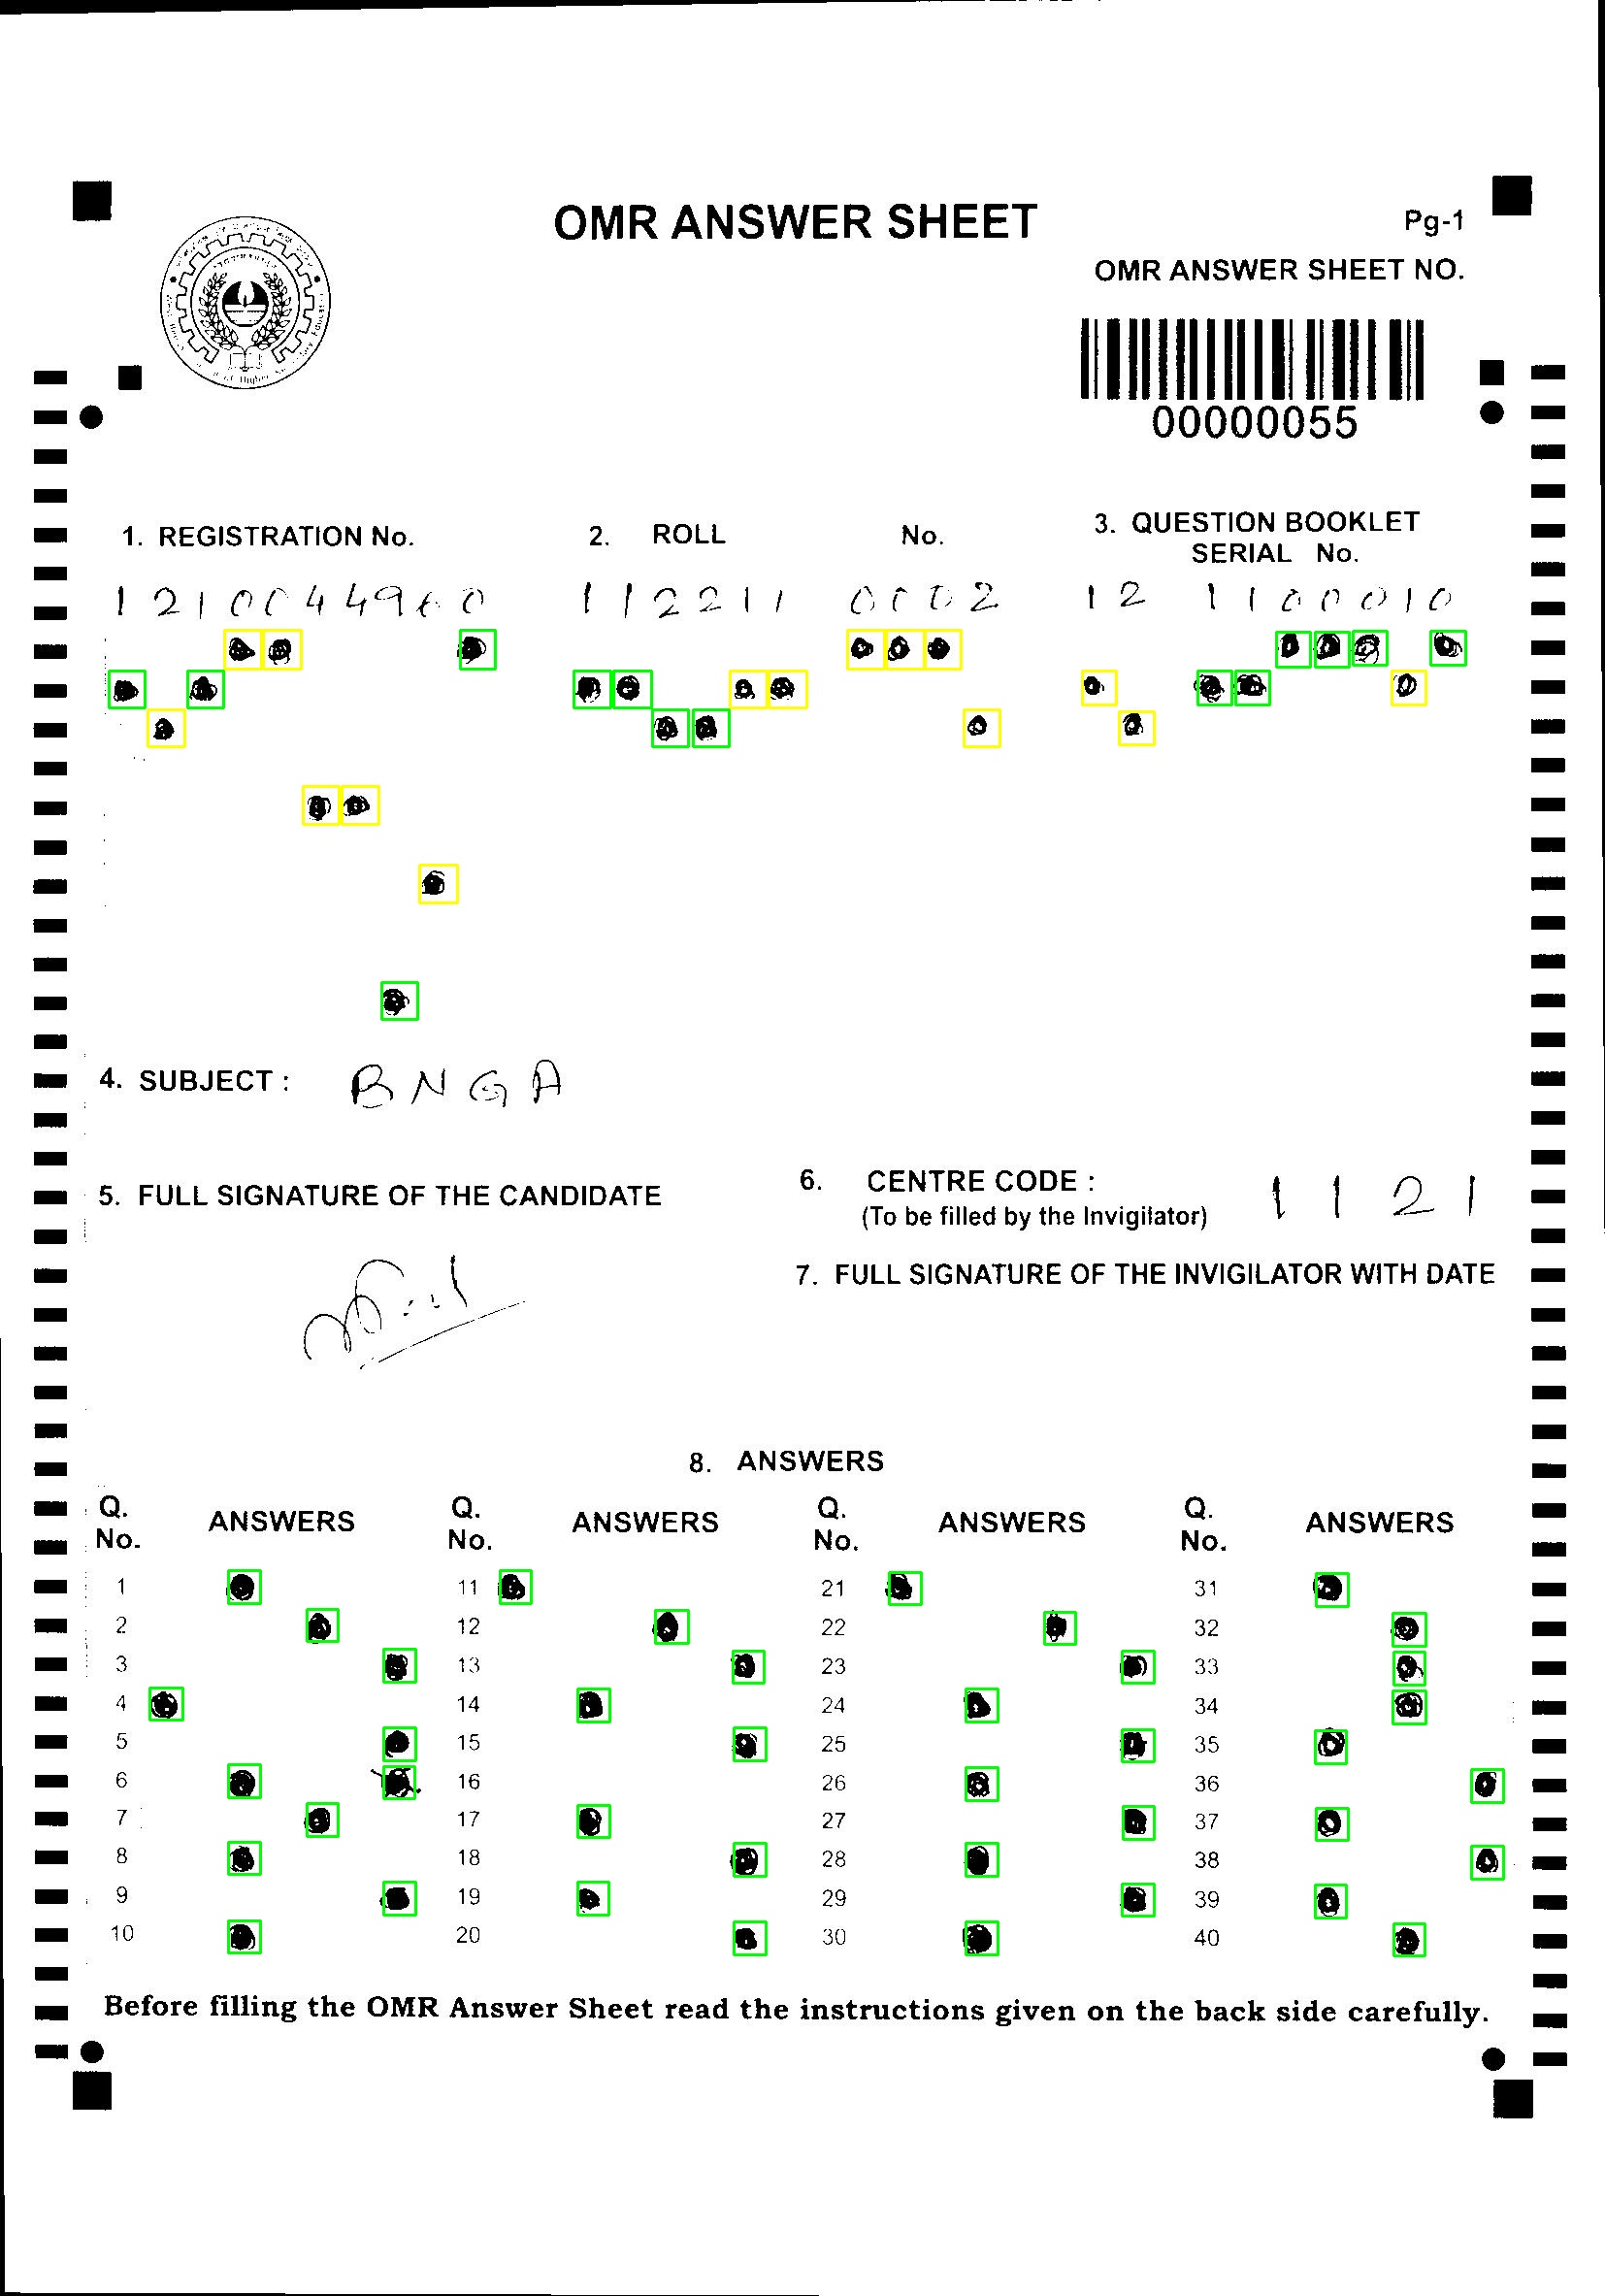 OMR ANSWER SHEET
Pg-1
OMR ANSWER SHEET NO.
00000055
1. REGISTRATION No.
12100449 6 0
2. ROLL No.
112211 0002
3. QUESTION BOOKLET
SERIAL No.
12 1100010
4. SUBJECT : BNGA
5. FULL SIGNATURE OF THE CANDIDATE
6. CENTRE CODE : 1121
(To be filled by the Invigilator)
7. FULL SIGNATURE OF THE INVIGILATOR WITH DATE
8. ANSWERS
Q. No. ANSWERS Q. No. ANSWERS Q. No. ANSWERS Q. No. ANSWERS
1 11 21 31
2 12 22 32
3 13 23 33
4 14 24 34
5 15 25 35
6 16 26 36
7 17 27 37
8 18 28 38
9 19 29 39
10 20 30 40
Before filling the OMR Answer Sheet read the instructions given on the back side carefully.